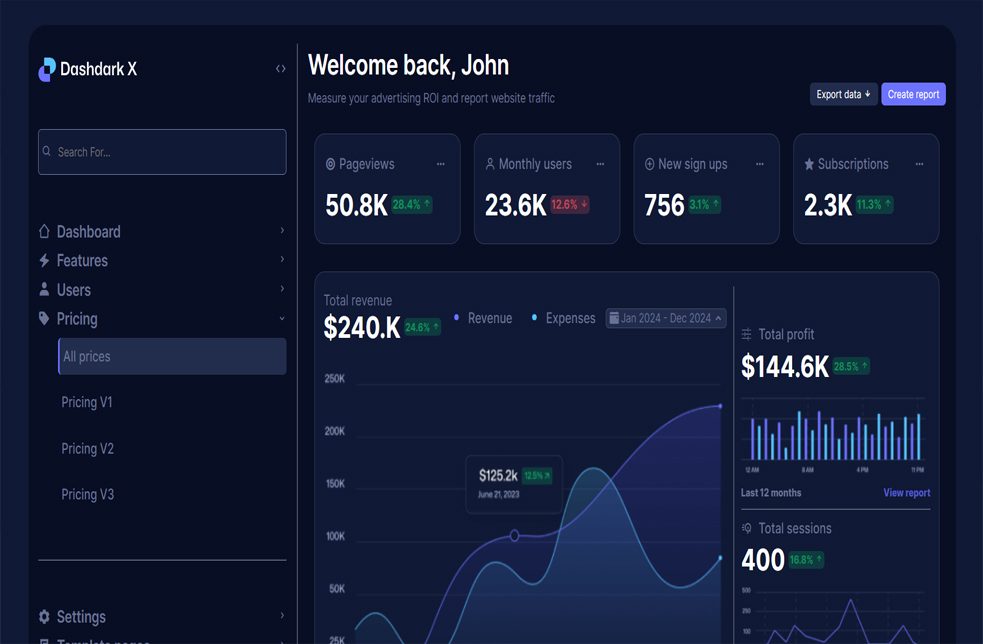 Dashdark X
Search For...
Dashboard
Features
Users
Pricing
All prices
Pricing V1
Pricing V2
Pricing V3
Settings
Template pages
Welcome back, John
Measure your advertising ROI and report website traffic
Export data
Create report
Pageviews
50.8K 28.4%
Monthly users
23.6K 12.6%
New sign ups
756 3.1%
Subscriptions
2.3K 11.3%
Total revenue
$240.K 24.6%
Revenue
Expenses
Jan 2024 - Dec 2024
250K
200K
150K
100K
50K
25K
$125.2k 12.5%
June 21, 2023
Total profit
$144.6K 28.5%
12 AM 8 AM 4 PM 11 PM
Last 12 months View report
Total sessions
400 16.8%
500
250
100